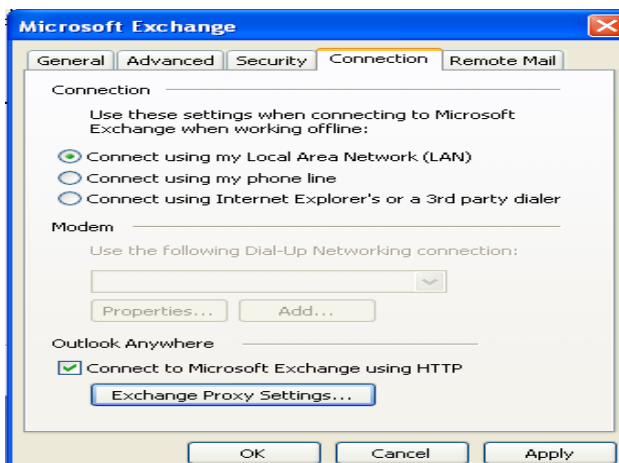 Microsoft Exchange
General Advanced Security Connection Remote Mail
Connection
Use these settings when connecting to Microsoft
Exchange when working offline:
Connect using my Local Area Network (LAN)
Connect using my phone line
Connect using Internet Explorer's or a 3rd party dialer
Modem
Use the following Dial-Up Networking connection:
Properties... Add...
Outlook Anywhere
Connect to Microsoft Exchange using HTTP
Exchange Proxy Settings...
OK Cancel Apply